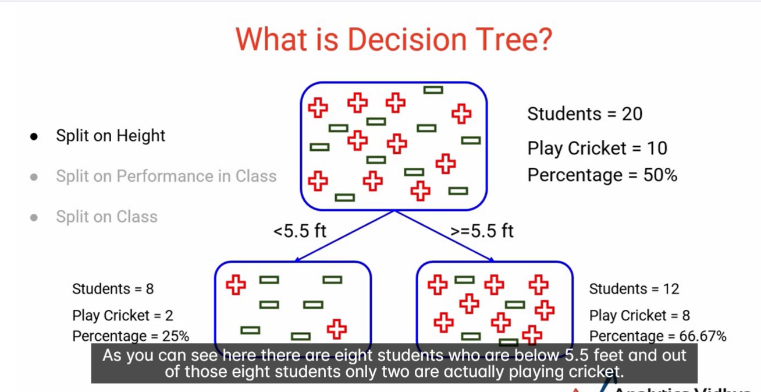 What is Decision Tree?
Students = 20
Play Cricket = 10
Percentage = 50%
● Split on Height
● Split on Performance in Class
● Split on Class
<5.5 ft
>=5.5 ft
Students = 8
Play Cricket = 2
Percentage = 25%
Students = 12
Play Cricket = 8
Percentage = 66.67%
As you can see here there are eight students who are below 5.5 feet and out
of those eight students only two are actually playing cricket.
Analytics Vidhya